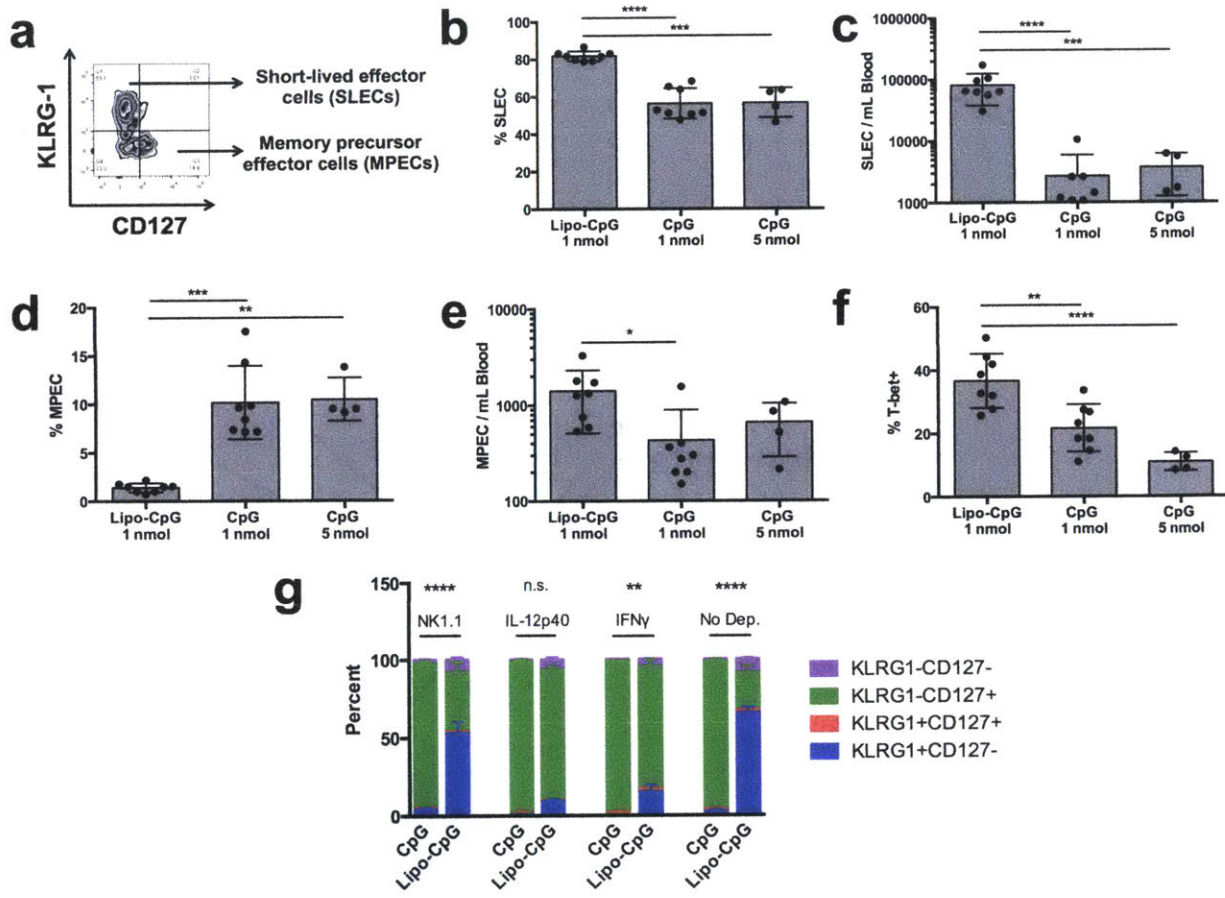 a
KLRG-1
CD127
Short-lived effector
cells (SLECs)
Memory precursor
effector cells (MPECs)
b
****
***
% SLEC
100
80
60
40
20
0
Lipo-CpG
1 nmol
CpG
1 nmol
CpG
5 nmol
c
****
***
SLEC / mL Blood
1000000
100000
10000
1000
Lipo-CpG
1 nmol
CpG
1 nmol
CpG
5 nmol
d
***
**
% MPEC
20
15
10
5
0
Lipo-CpG
1 nmol
CpG
1 nmol
CpG
5 nmol
e
*
MPEC / mL Blood
10000
1000
100
Lipo-CpG
1 nmol
CpG
1 nmol
CpG
5 nmol
f
**
****
% T-bet+
60
40
20
0
Lipo-CpG
1 nmol
CpG
1 nmol
CpG
5 nmol
g
Percent
150
100
50
0
**** n.s. ** ****
NK1.1 IL-12p40 IFNγ No Dep.
CpG Lipo-CpG CpG Lipo-CpG CpG Lipo-CpG CpG Lipo-CpG
KLRG1-CD127-
KLRG1-CD127+
KLRG1+CD127+
KLRG1+CD127-